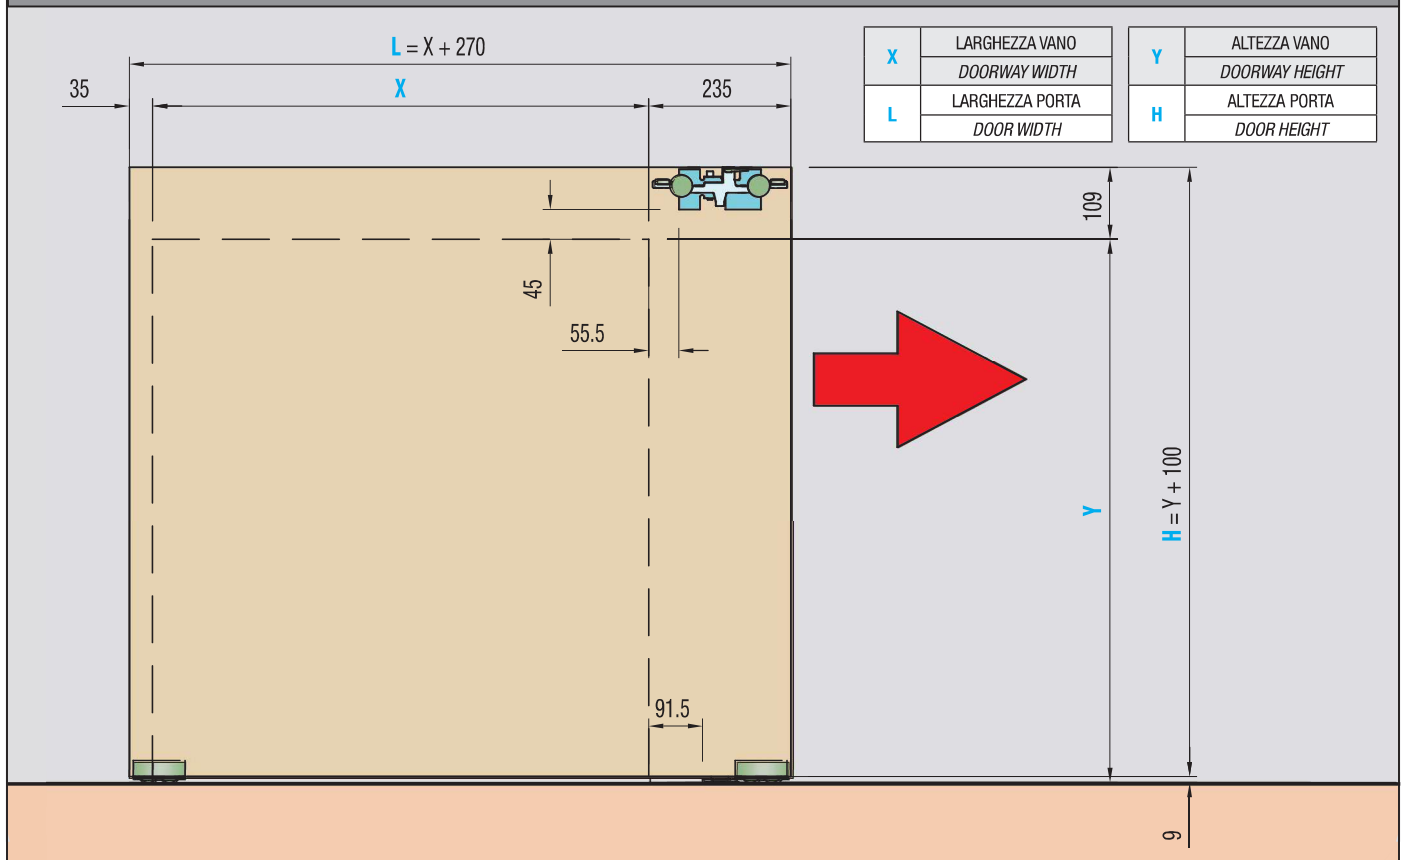 L = X + 270
35
X
235
X
LARGHEZZA VANO
DOORWAY WIDTH
L
LARGHEZZA PORTA
DOOR WIDTH
Y
ALTEZZA VANO
DOORWAY HEIGHT
H
ALTEZZA PORTA
DOOR HEIGHT
109
45
55.5
Y
H = Y + 100
91.5
9